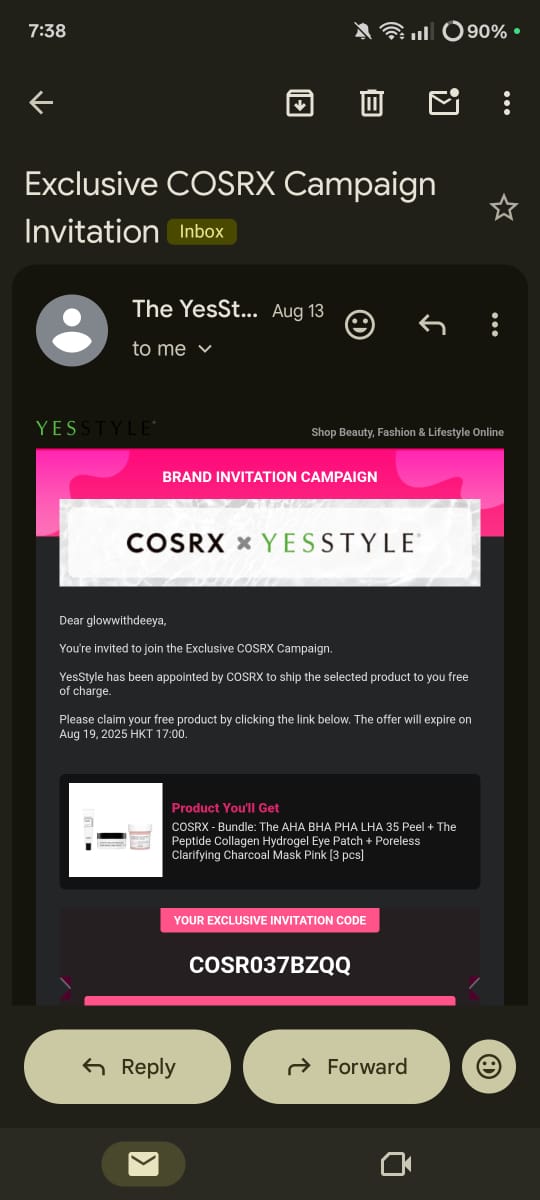 7:38
90%
Exclusive COSRX Campaign
Invitation Inbox
The YesSt... Aug 13
to me
YESSTYLE
Shop Beauty, Fashion & Lifestyle Online
BRAND INVITATION CAMPAIGN
COSRX × YESSTYLE
Dear glowwithdeeya,
You're invited to join the Exclusive COSRX Campaign.
YesStyle has been appointed by COSRX to ship the selected product to you free
of charge.
Please claim your free product by clicking the link below. The offer will expire on
Aug 19, 2025 HKT 17:00.
Product You'll Get
COSRX - Bundle: The AHA BHA PHA LHA 35 Peel + The
Peptide Collagen Hydrogel Eye Patch + Poreless
Clarifying Charcoal Mask Pink [3 pcs]
YOUR EXCLUSIVE INVITATION CODE
COSR037BZQQ
Reply
Forward